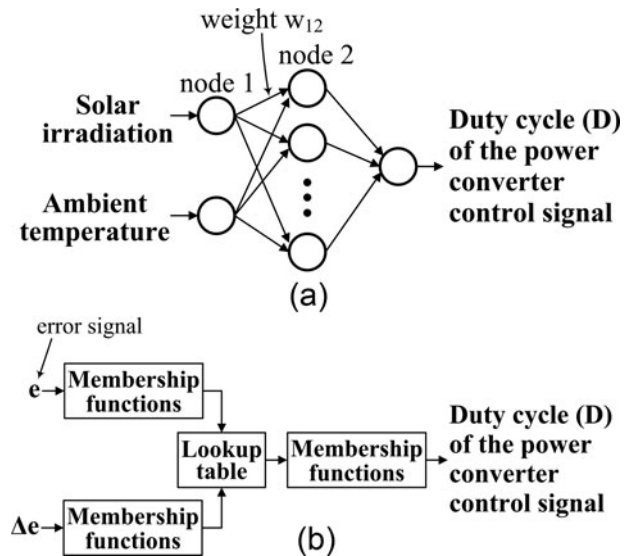 weight w12
node 1
node 2
Solar
irradiation
Ambient
temperature
Duty cycle (D)
of the power
converter
control signal
(a)
error signal
e
Membership
functions
Lookup
table
Membership
functions
Δe
Membership
functions
Duty cycle (D)
of the power
converter
control signal
(b)